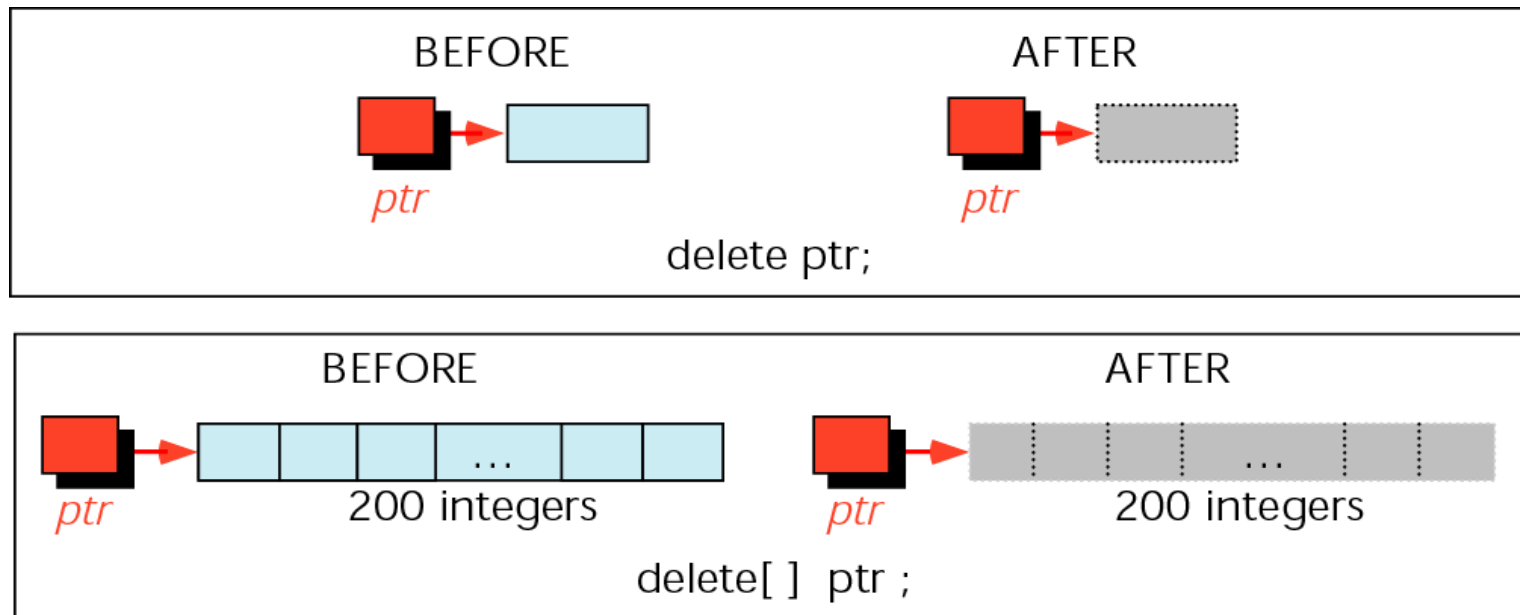 BEFORE AFTER
ptr ptr
delete ptr;
BEFORE AFTER
...  ...
ptr 200 integers ptr 200 integers
delete[ ]  ptr ;